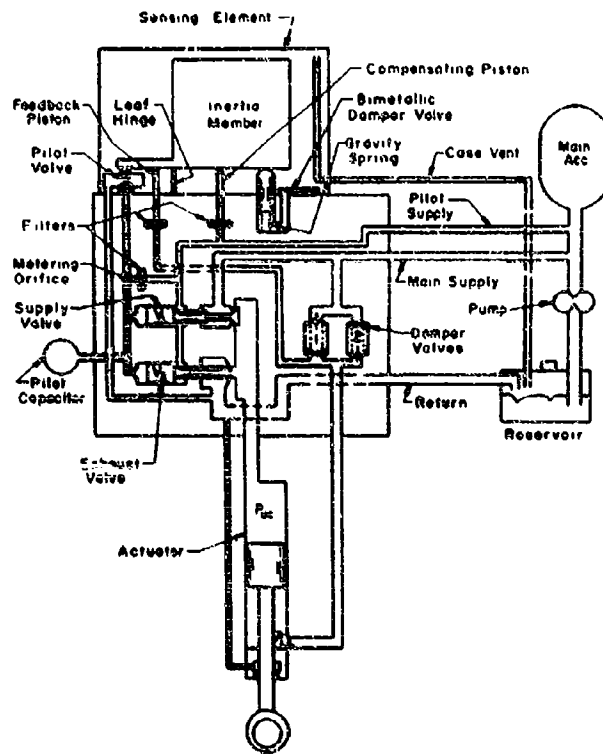 Sensing Element
Compensating Piston
Feedback
Piston
Leaf
Hinge
Inertia
Member
Bimetallic
Damper Valve
Main
Acc
Pilot
Valve
Gravity
Spring
Case Vent
Pilot
Supply
Filters
Metering
Orifice
Main Supply
Supply
Valve
Pump
Damper
Valves
Pilot
Capacitor
Return
Reservoir
Exhaust
Valve
Actuator